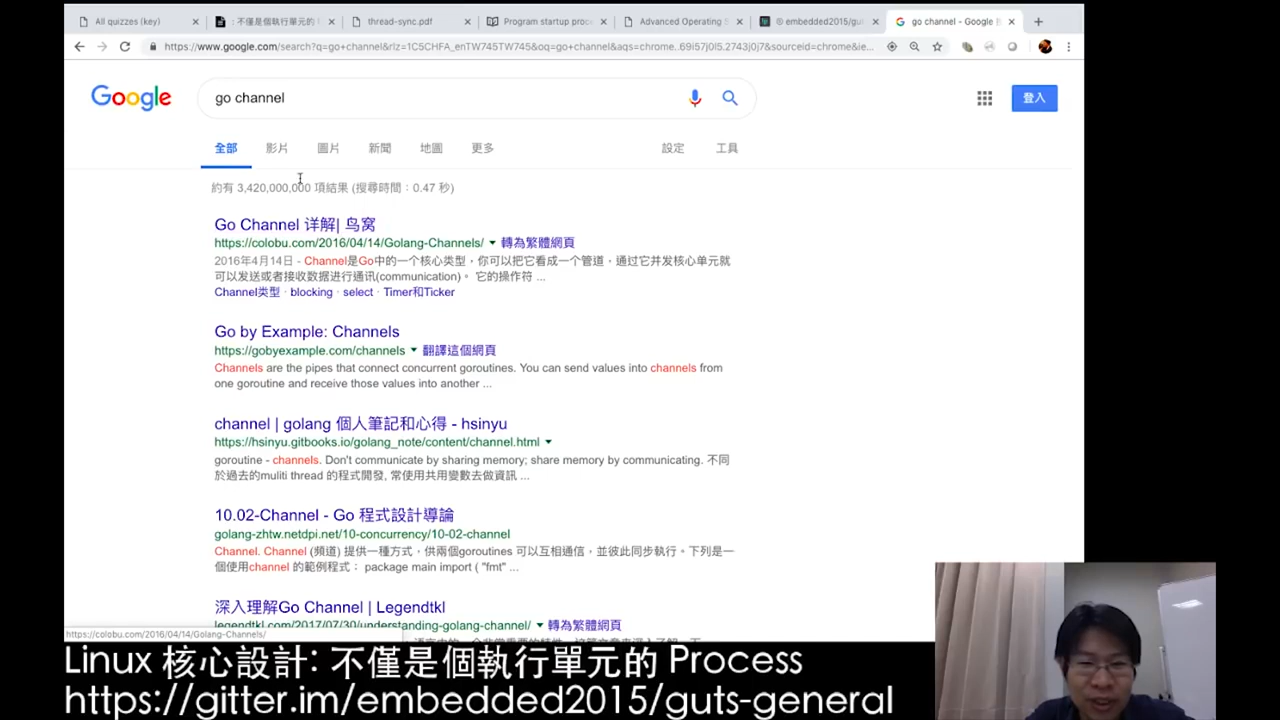 All quizzes (key)
: 不僅是個執行單元的
thread-sync.pdf
Program startup proc
Advanced Operating S
embedded2015/gut
go channel - Google
https://www.google.com/search?q=go+channel&rlz=1C5CHFA_enTW745TW745&oq=go+channel&aqs=chrome..69i57j0l5.2743j0j7&sourceid=chrome&ie...
Google
go channel
登入
全部 影片 圖片 新聞 地圖 更多 設定 工具
約有 3,420,000,000 項結果 (搜尋時間：0.47 秒)
Go Channel 详解| 鸟窝
https://colobu.com/2016/04/14/Golang-Channels/ ▼ 轉為繁體網頁
2016年4月14日 - Channel是Go中的一个核心类型，你可以把它看成一个管道，通过它并发核心单元就
可以发送或者接收数据进行通讯(communication)。 它的操作符 ...
Channel类型 · blocking · select · Timer和Ticker
Go by Example: Channels
https://gobyexample.com/channels ▼ 翻譯這個網頁
Channels are the pipes that connect concurrent goroutines. You can send values into channels from
one goroutine and receive those values into another ...
channel | golang 個人筆記和心得 - hsinyu
https://hsinyu.gitbooks.io/golang_note/content/channel.html ▼
goroutine - channels. Don't communicate by sharing memory; share memory by communicating. 不同
於過去的muliti thread 的程式開發, 常使用共用變數去做資訊 ...
10.02-Channel - Go 程式設計導論
golang-zhtw.netdpi.net/10-concurrency/10-02-channel
Channel. Channel (頻道) 提供一種方式，供兩個goroutines 可以互相通信，並彼此同步執行。下列是一
個使用channel 的範例程式： package main import ( "fmt" ...
深入理解Go Channel | Legendtkl
legendtkl.com/2017/07/30/understanding-golang-channel/ ▼ 轉為繁體網頁
https://colobu.com/2016/04/14/Golang-Channels/
Linux 核心設計: 不僅是個執行單元的 Process
https://gitter.im/embedded2015/guts-general